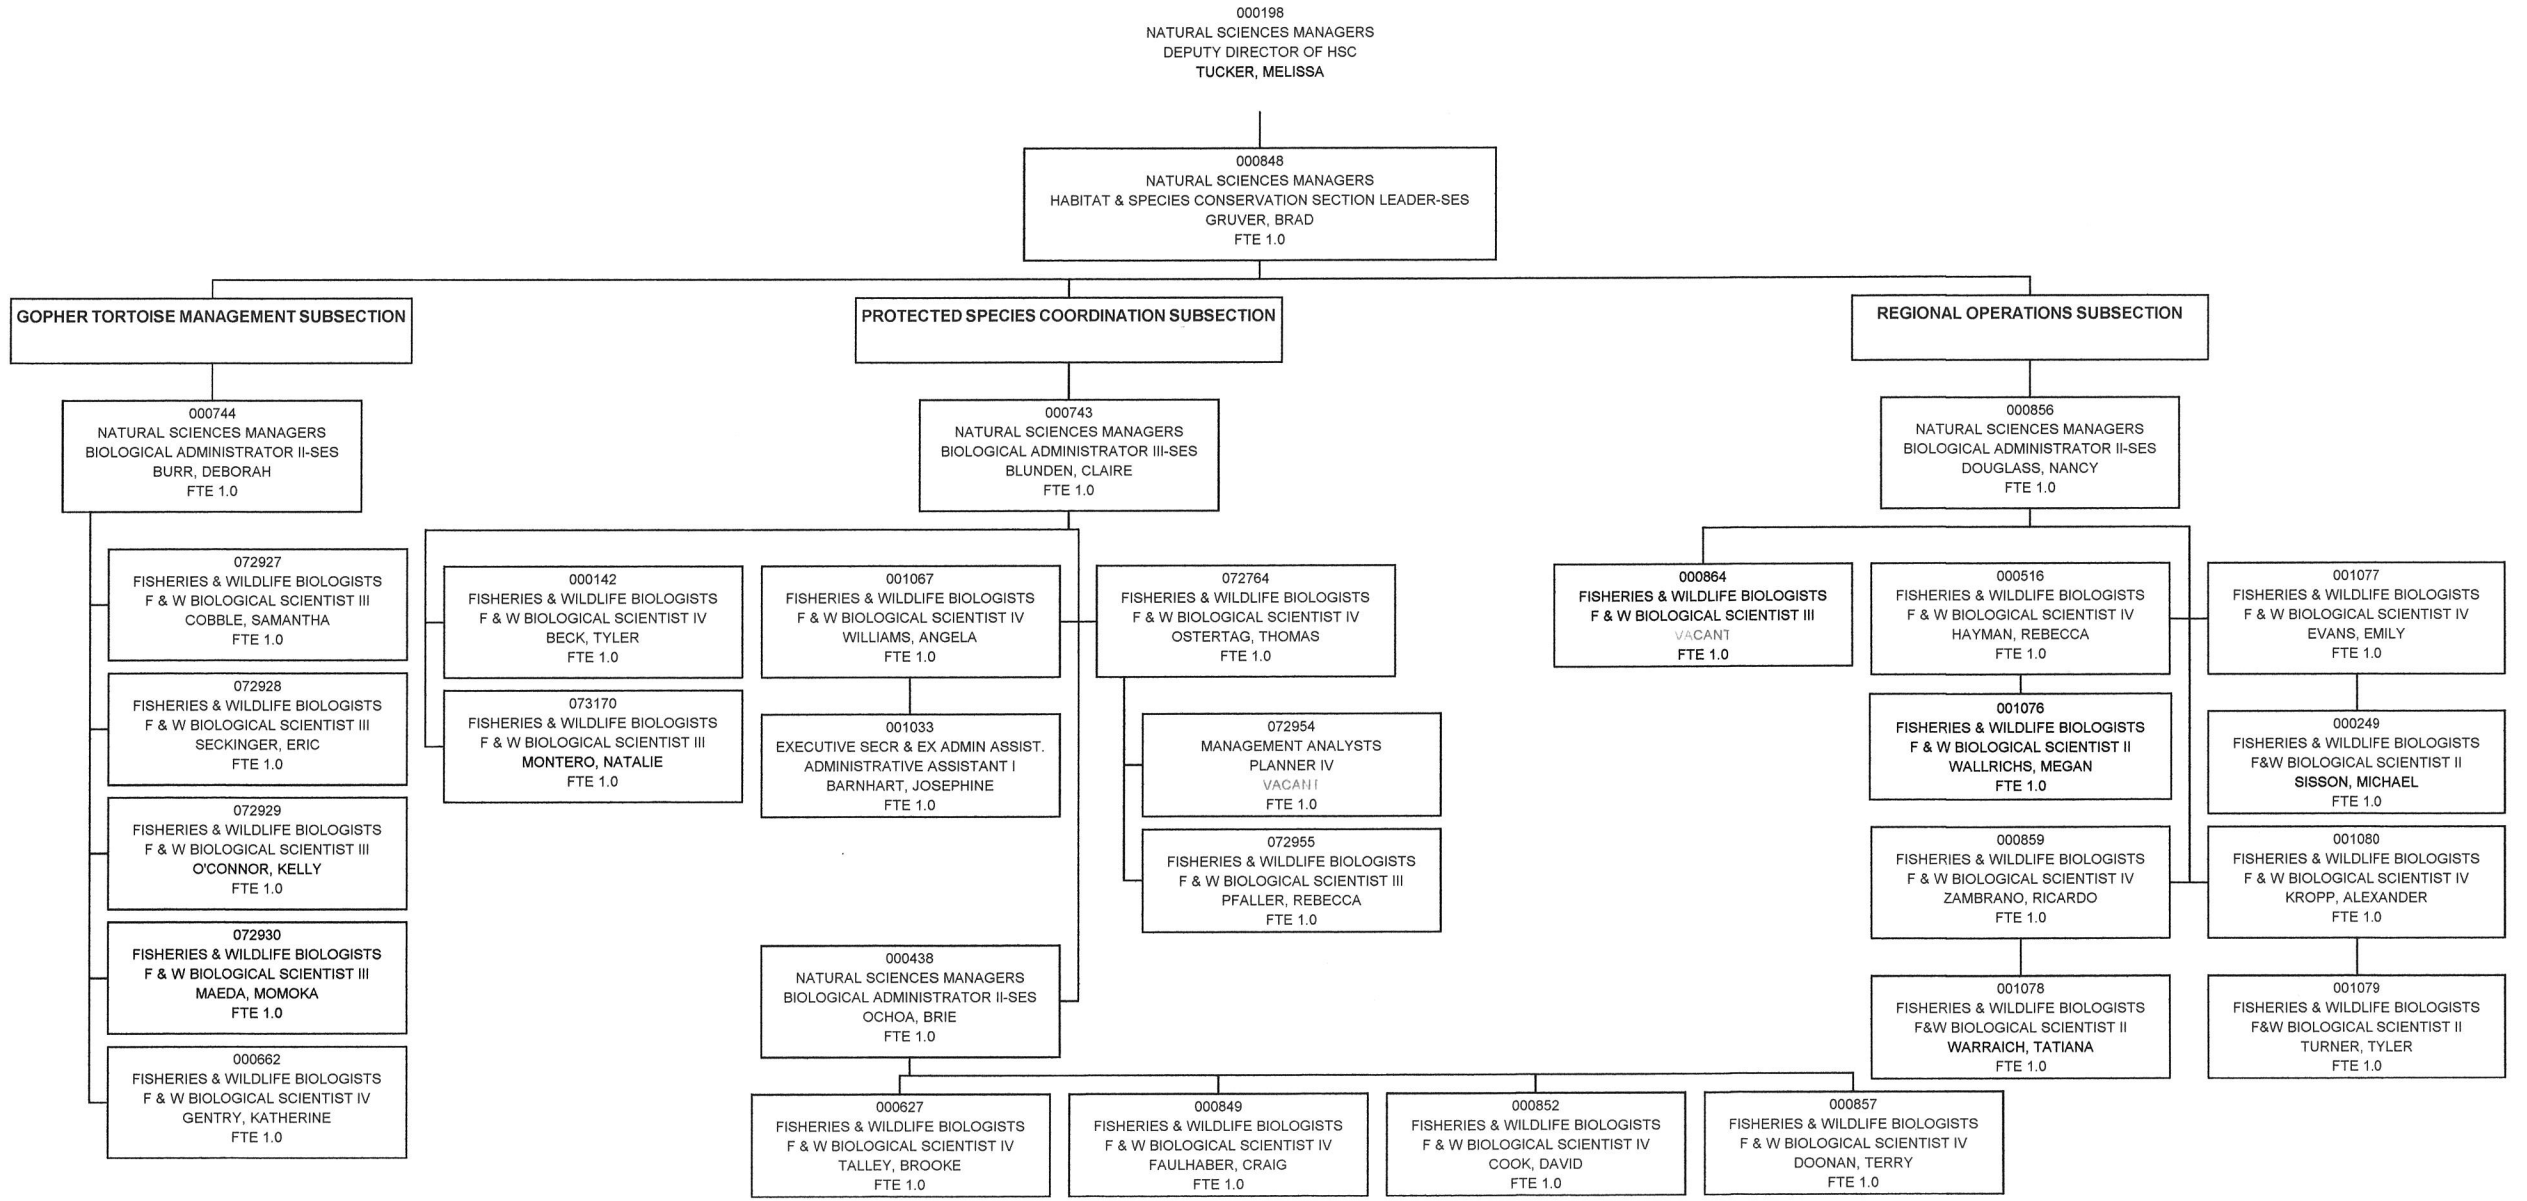 000198
NATURAL SCIENCES MANAGERS
DEPUTY DIRECTOR OF HSC
TUCKER, MELISSA
000848
NATURAL SCIENCES MANAGERS
HABITAT & SPECIES CONSERVATION SECTION LEADER-SES
GRUVER, BRAD
FTE 1.0
GOPHER TORTOISE MANAGEMENT SUBSECTION
000744
NATURAL SCIENCES MANAGERS
BIOLOGICAL ADMINISTRATOR II-SES
BURR, DEBORAH
FTE 1.0
072927
FISHERIES & WILDLIFE BIOLOGISTS
F & W BIOLOGICAL SCIENTIST III
COBBLE, SAMANTHA
FTE 1.0
072928
FISHERIES & WILDLIFE BIOLOGISTS
F & W BIOLOGICAL SCIENTIST III
SECKINGER, ERIC
FTE 1.0
072929
FISHERIES & WILDLIFE BIOLOGISTS
F & W BIOLOGICAL SCIENTIST III
O'CONNOR, KELLY
FTE 1.0
072930
FISHERIES & WILDLIFE BIOLOGISTS
F & W BIOLOGICAL SCIENTIST III
MAEDA, MOMOKA
FTE 1.0
000662
FISHERIES & WILDLIFE BIOLOGISTS
F & W BIOLOGICAL SCIENTIST IV
GENTRY, KATHERINE
FTE 1.0
PROTECTED SPECIES COORDINATION SUBSECTION
000743
NATURAL SCIENCES MANAGERS
BIOLOGICAL ADMINISTRATOR III-SES
BLUNDEN, CLAIRE
FTE 1.0
000142
FISHERIES & WILDLIFE BIOLOGISTS
F & W BIOLOGICAL SCIENTIST IV
BECK, TYLER
FTE 1.0
073170
FISHERIES & WILDLIFE BIOLOGISTS
F & W BIOLOGICAL SCIENTIST III
MONTERO, NATALIE
FTE 1.0
001067
FISHERIES & WILDLIFE BIOLOGISTS
F & W BIOLOGICAL SCIENTIST IV
WILLIAMS, ANGELA
FTE 1.0
001033
EXECUTIVE SECR & EX ADMIN ASSIST.
ADMINISTRATIVE ASSISTANT I
BARNHART, JOSEPHINE
FTE 1.0
072764
FISHERIES & WILDLIFE BIOLOGISTS
F & W BIOLOGICAL SCIENTIST IV
OSTERTAG, THOMAS
FTE 1.0
072954
MANAGEMENT ANALYSTS
PLANNER IV
VACANT
FTE 1.0
072955
FISHERIES & WILDLIFE BIOLOGISTS
F & W BIOLOGICAL SCIENTIST III
PFALLER, REBECCA
FTE 1.0
000438
NATURAL SCIENCES MANAGERS
BIOLOGICAL ADMINISTRATOR II-SES
OCHOA, BRIE
FTE 1.0
000627
FISHERIES & WILDLIFE BIOLOGISTS
F & W BIOLOGICAL SCIENTIST IV
TALLEY, BROOKE
FTE 1.0
000849
FISHERIES & WILDLIFE BIOLOGISTS
F & W BIOLOGICAL SCIENTIST IV
FAULHABER, CRAIG
FTE 1.0
000852
FISHERIES & WILDLIFE BIOLOGISTS
F & W BIOLOGICAL SCIENTIST IV
COOK, DAVID
FTE 1.0
000857
FISHERIES & WILDLIFE BIOLOGISTS
F & W BIOLOGICAL SCIENTIST IV
DOONAN, TERRY
FTE 1.0
REGIONAL OPERATIONS SUBSECTION
000856
NATURAL SCIENCES MANAGERS
BIOLOGICAL ADMINISTRATOR II-SES
DOUGLASS, NANCY
FTE 1.0
000864
FISHERIES & WILDLIFE BIOLOGISTS
F & W BIOLOGICAL SCIENTIST III
VACANT
FTE 1.0
000516
FISHERIES & WILDLIFE BIOLOGISTS
F & W BIOLOGICAL SCIENTIST IV
HAYMAN, REBECCA
FTE 1.0
001076
FISHERIES & WILDLIFE BIOLOGISTS
F & W BIOLOGICAL SCIENTIST II
WALLRICHS, MEGAN
FTE 1.0
001077
FISHERIES & WILDLIFE BIOLOGISTS
F & W BIOLOGICAL SCIENTIST IV
EVANS, EMILY
FTE 1.0
000249
FISHERIES & WILDLIFE BIOLOGISTS
F&W BIOLOGICAL SCIENTIST II
SISSON, MICHAEL
FTE 1.0
000859
FISHERIES & WILDLIFE BIOLOGISTS
F & W BIOLOGICAL SCIENTIST IV
ZAMBRANO, RICARDO
FTE 1.0
001078
FISHERIES & WILDLIFE BIOLOGISTS
F&W BIOLOGICAL SCIENTIST II
WARRAICH, TATIANA
FTE 1.0
001080
FISHERIES & WILDLIFE BIOLOGISTS
F & W BIOLOGICAL SCIENTIST IV
KROPP, ALEXANDER
FTE 1.0
001079
FISHERIES & WILDLIFE BIOLOGISTS
F&W BIOLOGICAL SCIENTIST II
TURNER, TYLER
FTE 1.0